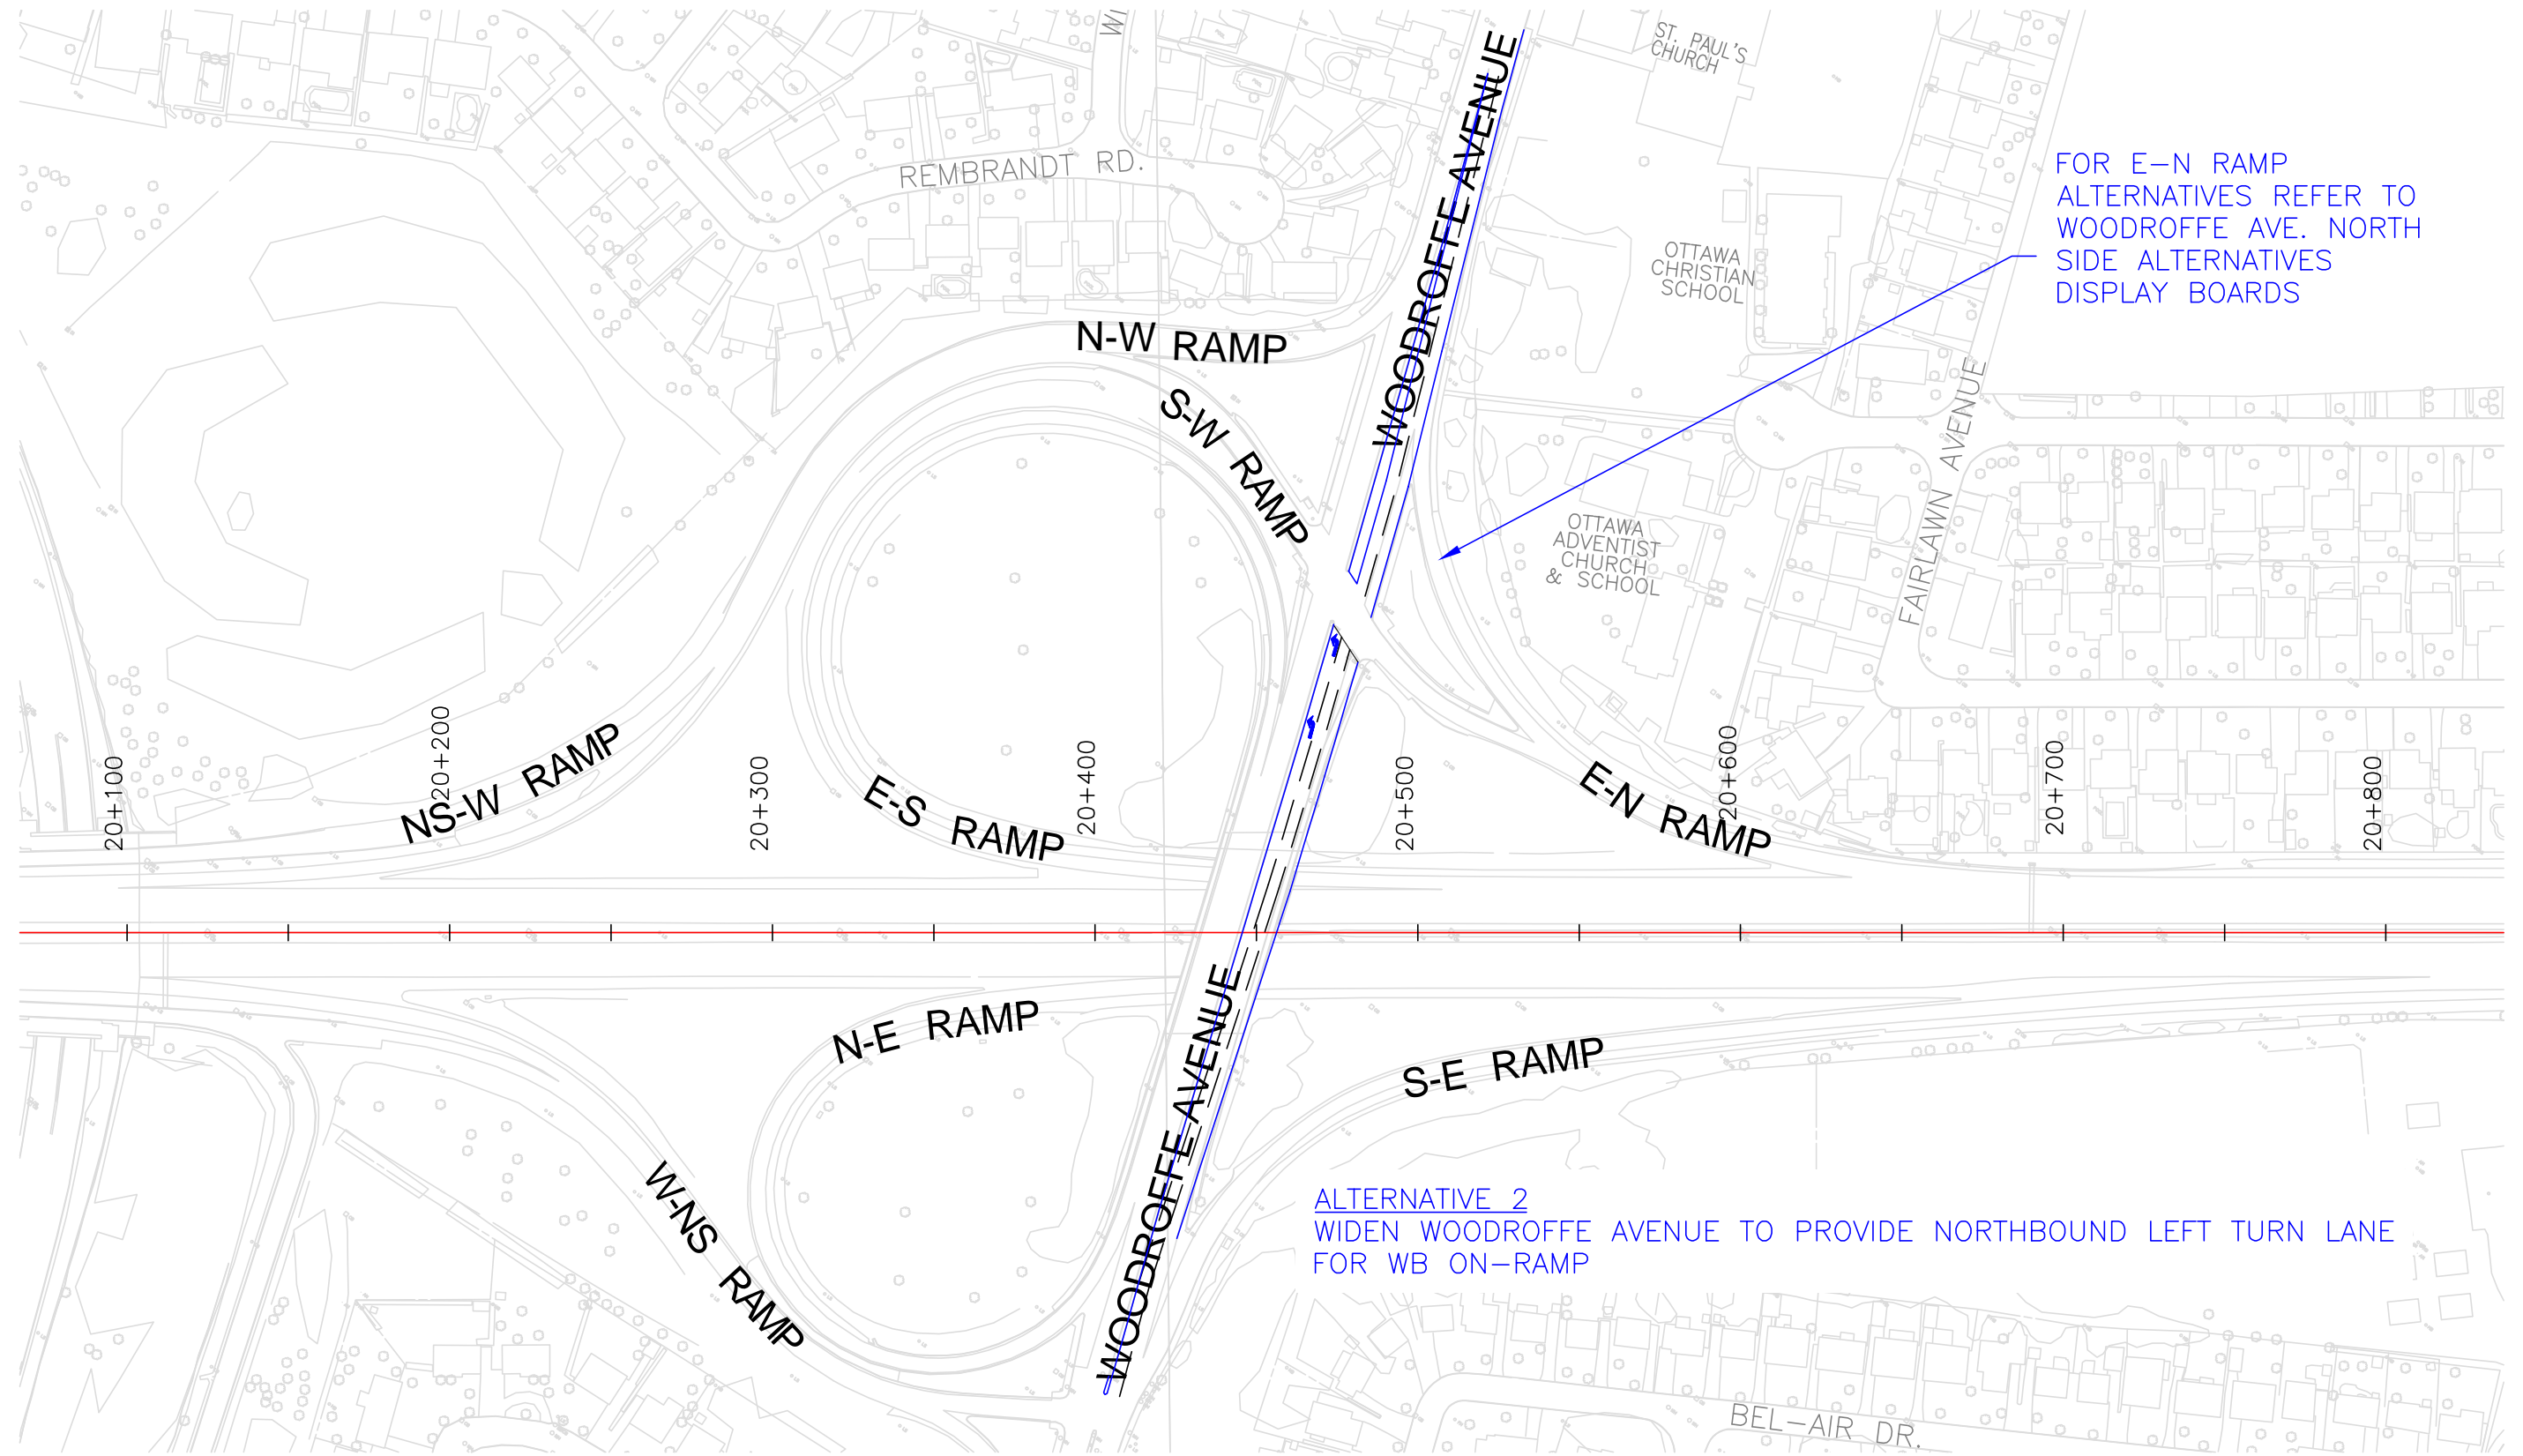 WI
WOODROFFE AVENUE
ST. PAUL'S
CHURCH
REMBRANDT RD.
FOR E–N RAMP
ALTERNATIVES REFER TO
WOODROFFE AVE. NORTH
SIDE ALTERNATIVES
DISPLAY BOARDS
OTTAWA
CHRISTIAN
SCHOOL
N-W RAMP
S-W RAMP
FAIRLAWN AVENUE
OTTAWA
ADVENTIST
CHURCH
& SCHOOL
NS-W RAMP
E-S RAMP
E-N RAMP
20+100
20+200
20+300
20+400
20+500
20+600
20+700
20+800
N-E RAMP
S-E RAMP
WOODROFFE AVENUE
W-NS RAMP
ALTERNATIVE 2
WIDEN WOODROFFE AVENUE TO PROVIDE NORTHBOUND LEFT TURN LANE
FOR WB ON–RAMP
BEL–AIR DR.